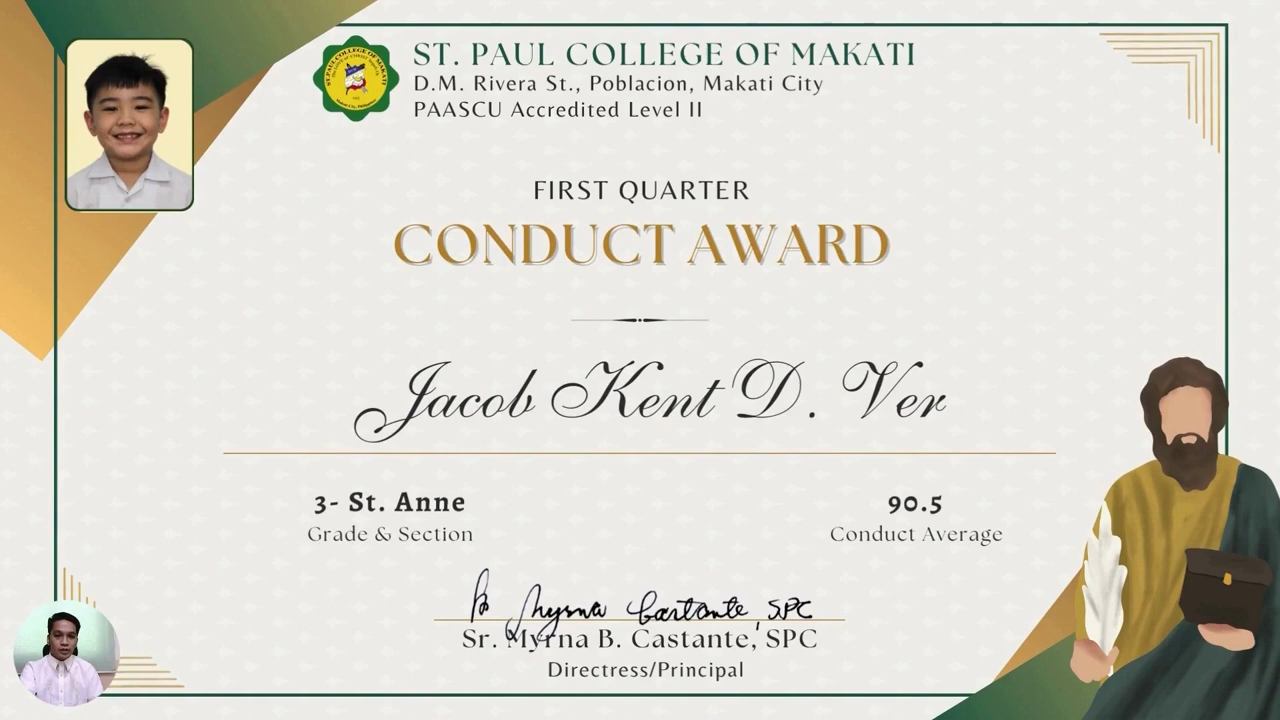 ST. PAUL COLLEGE OF MAKATI
D.M. Rivera St., Poblacion, Makati City
PAASCU Accredited Level II
FIRST QUARTER
CONDUCT AWARD
Jacob Kent D. Ver
3- St. Anne
Grade & Section
90.5
Conduct Average
Myrna Castante, SPC
Sr. Myrna B. Castante, SPC
Directress/Principal